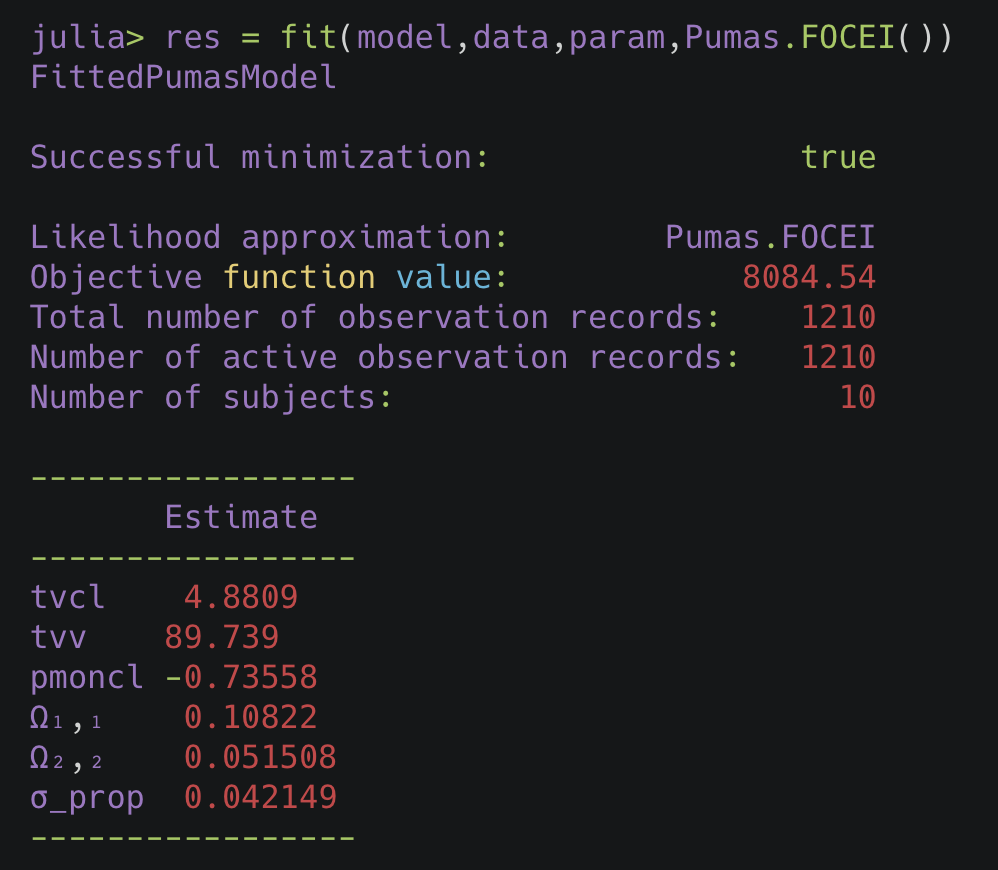 julia> res = fit(model,data,param,Pumas.FOCEI())
FittedPumasModel
Successful minimization: true
Likelihood approximation: Pumas.FOCEI
Objective function value: 8084.54
Total number of observation records: 1210
Number of active observation records: 1210
Number of subjects: 10
-----------------
Estimate
-----------------
tvcl 4.8809
tvv 89.739
pmoncl -0.73558
Ω₁,₁ 0.10822
Ω₂,₂ 0.051508
σ_prop 0.042149
-----------------